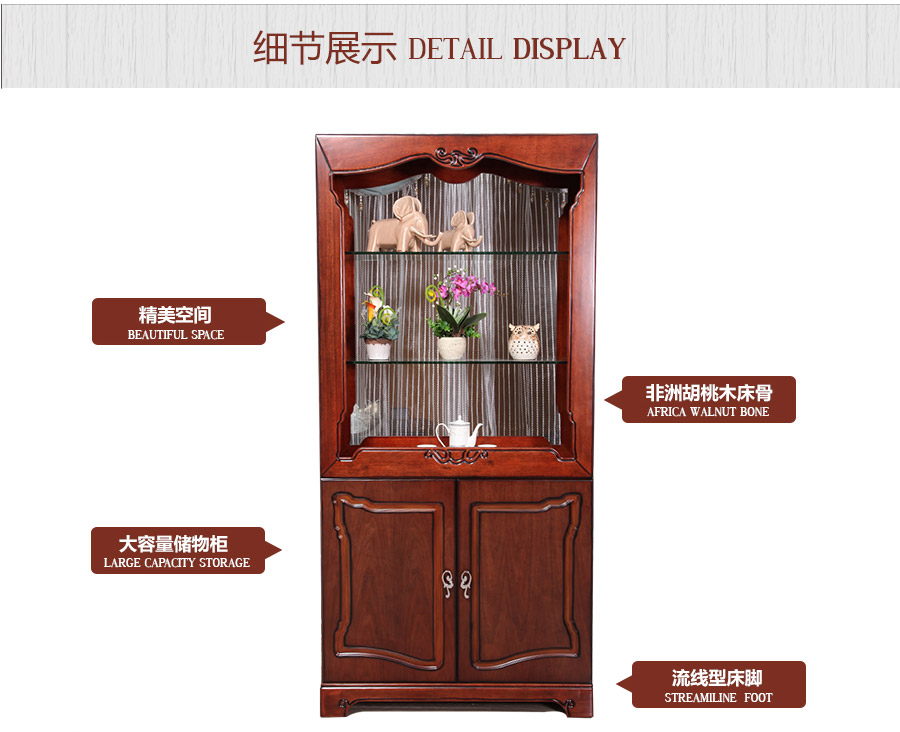 细节展示 DETAIL DISPLAY
精美空间
BEAUTIFUL SPACE
非洲胡桃木床骨
AFRICA WALNUT BONE
大容量储物柜
LARGE CAPACITY STORAGE
流线型床脚
STREAMILINE FOOT